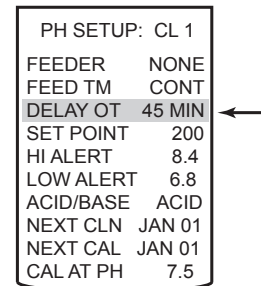 PH SETUP: CL 1
FEEDER NONE
FEED TM CONT
DELAY OT 45 MIN
SET POINT 200
HI ALERT 8.4
LOW ALERT 6.8
ACID/BASE ACID
NEXT CLN JAN 01
NEXT CAL JAN 01
CAL AT PH 7.5